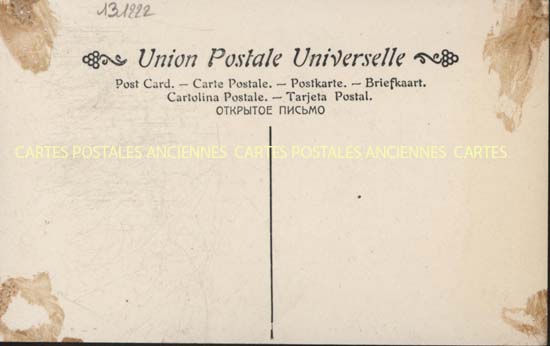 131222
Union Postale Universelle
Post Card. — Carte Postale. — Postkarte. — Briefkaart.
Cartolina Postale. — Tarjeta Postal.
ОТКРЫТОЕ ПИСЬМО
CARTES POSTALES ANCIENNES CARTES POSTALES ANCIENNES CARTES